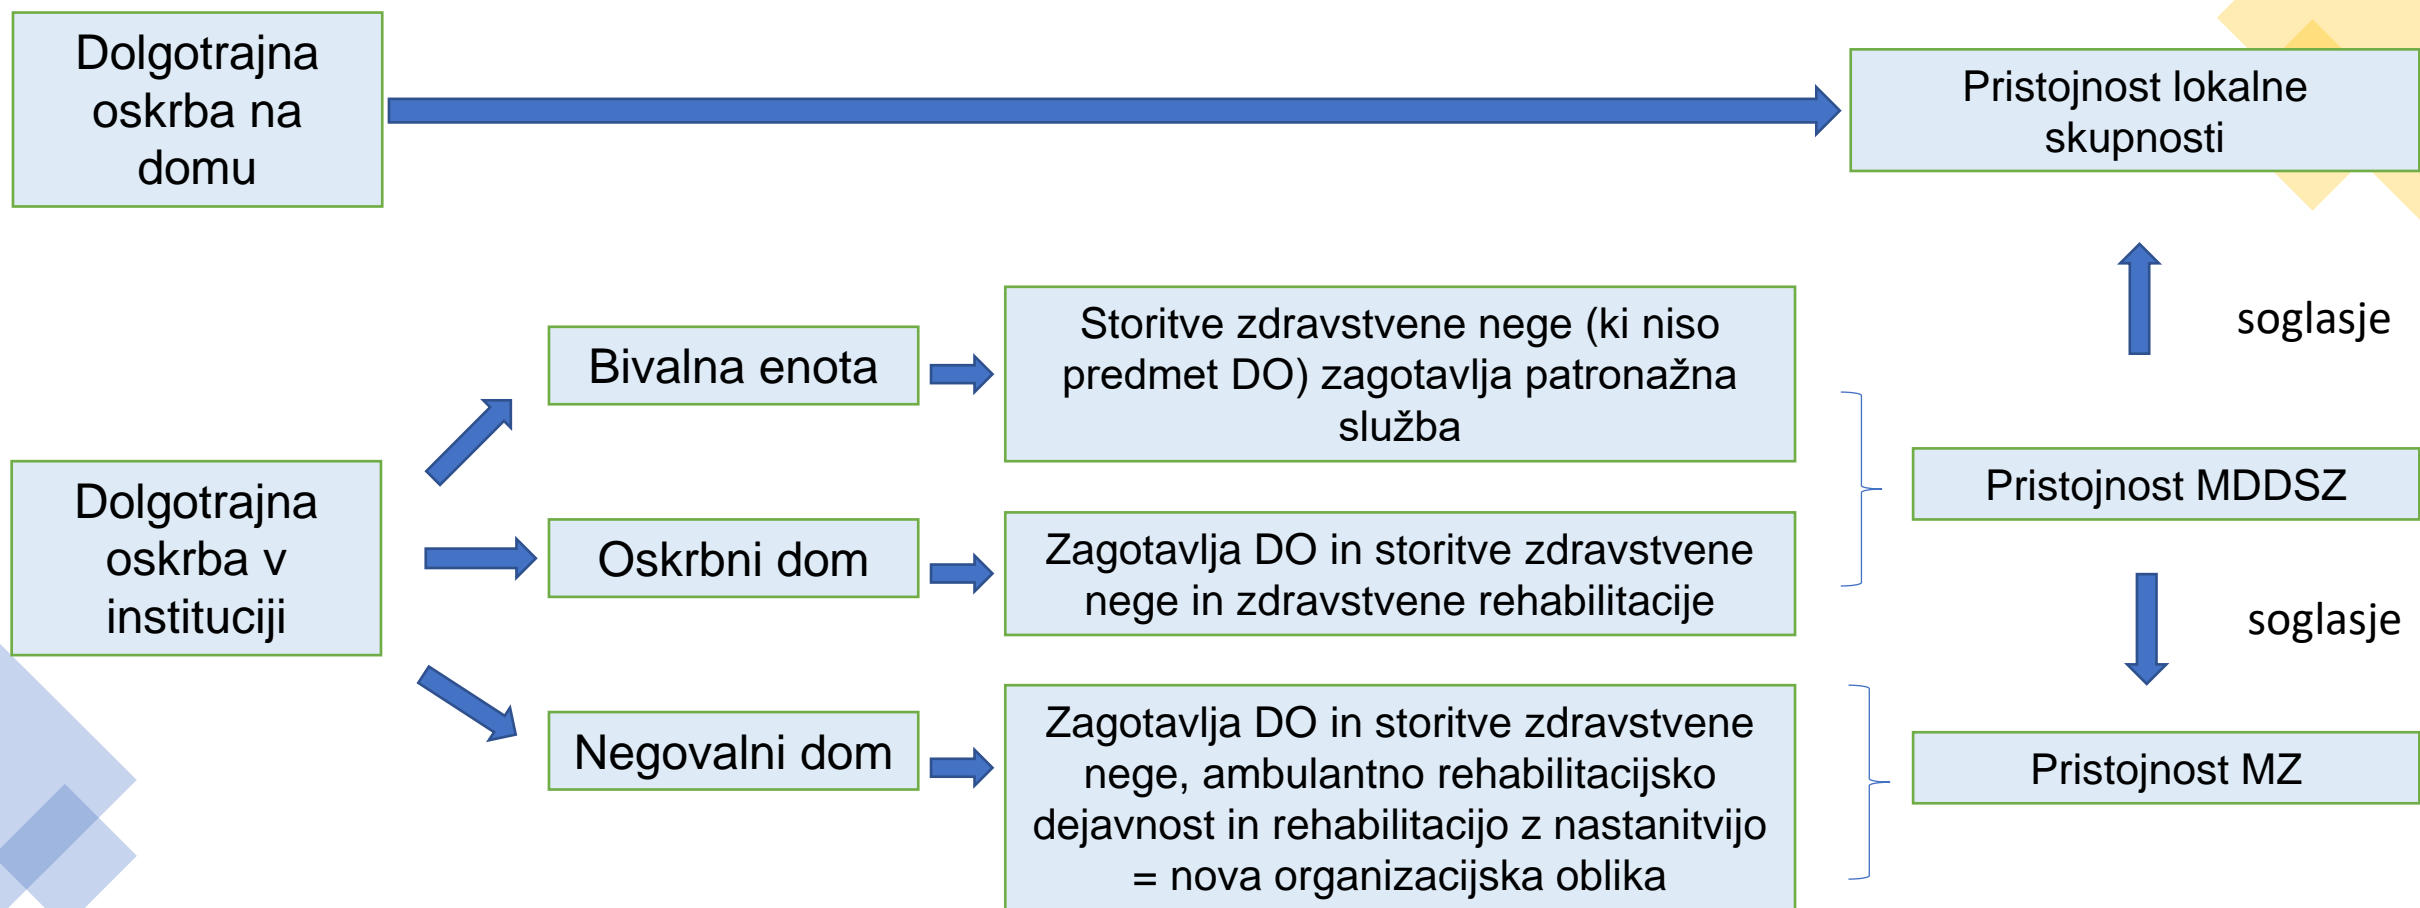 Dolgotrajna
oskrba na
domu
Pristojnost lokalne
skupnosti
soglasje
Bivalna enota
Storitve zdravstvene nege (ki niso
predmet DO) zagotavlja patronažna
služba
Dolgotrajna
oskrba v
instituciji
Pristojnost MDDSZ
Oskrbni dom
Zagotavlja DO in storitve zdravstvene
nege in zdravstvene rehabilitacije
soglasje
Negovalni dom
Zagotavlja DO in storitve zdravstvene
nege, ambulantno rehabilitacijsko
dejavnost in rehabilitacijo z nastanitvijo
= nova organizacijska oblika
Pristojnost MZ